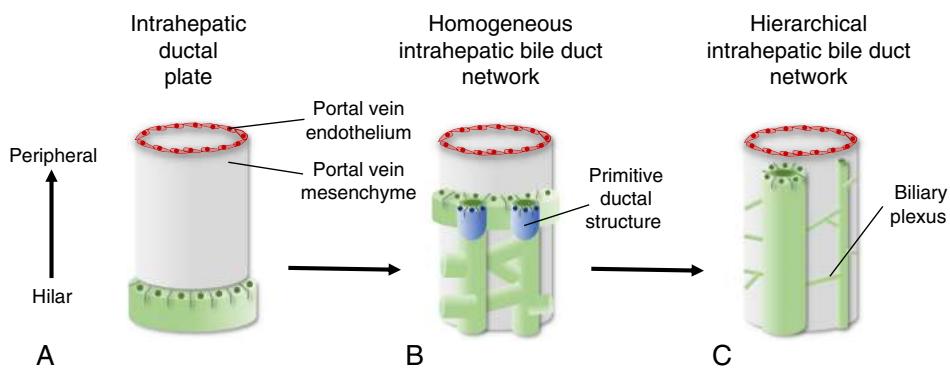 Intrahepatic
ductal
plate
Homogeneous
intrahepatic bile duct
network
Hierarchical
intrahepatic bile duct
network
Portal vein
endothelium
Portal vein
mesenchyme
Peripheral
Hilar
Primitive
ductal
structure
Biliary
plexus
A
B
C